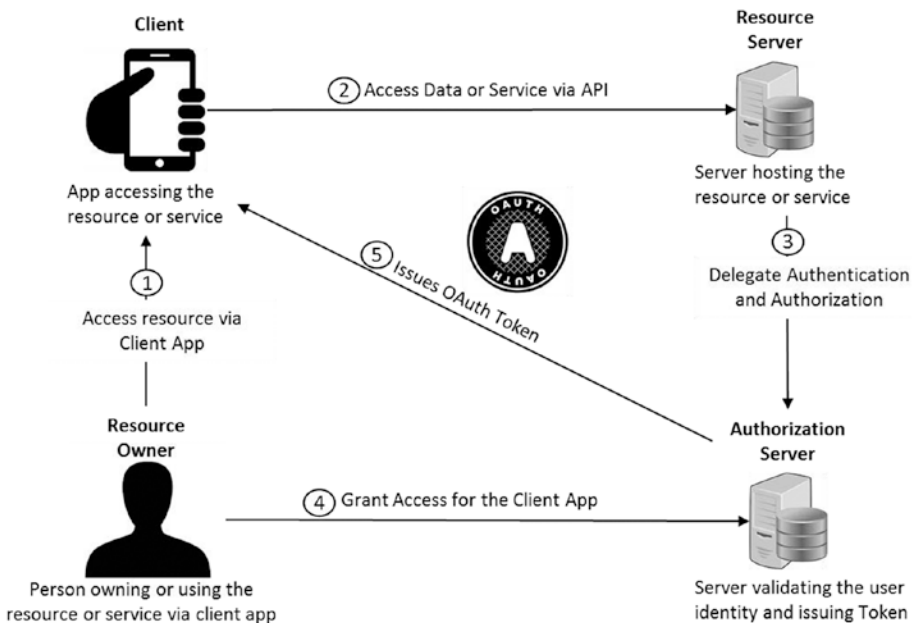 Client
Resource
Server
2 Access Data or Service via API
App accessing the
resource or service
Server hosting the
resource or service
OAUTH
A
OAUTH
1
Access resource via
Client App
3
Delegate Authentication
and Authorization
5 Issues OAuth Token
Resource
Owner
Authorization
Server
4 Grant Access for the Client App
Person owning or using the
resource or service via client app
Server validating the user
identity and issuing Token